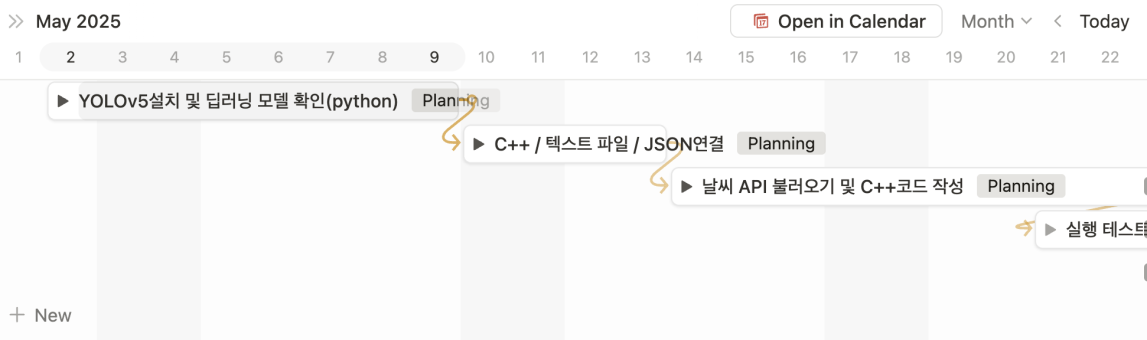 May 2025 Open in Calendar Month Today
1 2 3 4 5 6 7 8 9 10 11 12 13 14 15 16 17 18 19 20 21 22
YOLOv5설치 및 딥러닝 모델 확인(python) Planning
C++ / 텍스트 파일 / JSON연결 Planning
날씨 API 불러오기 및 C++코드 작성 Planning
실행 테스트
New